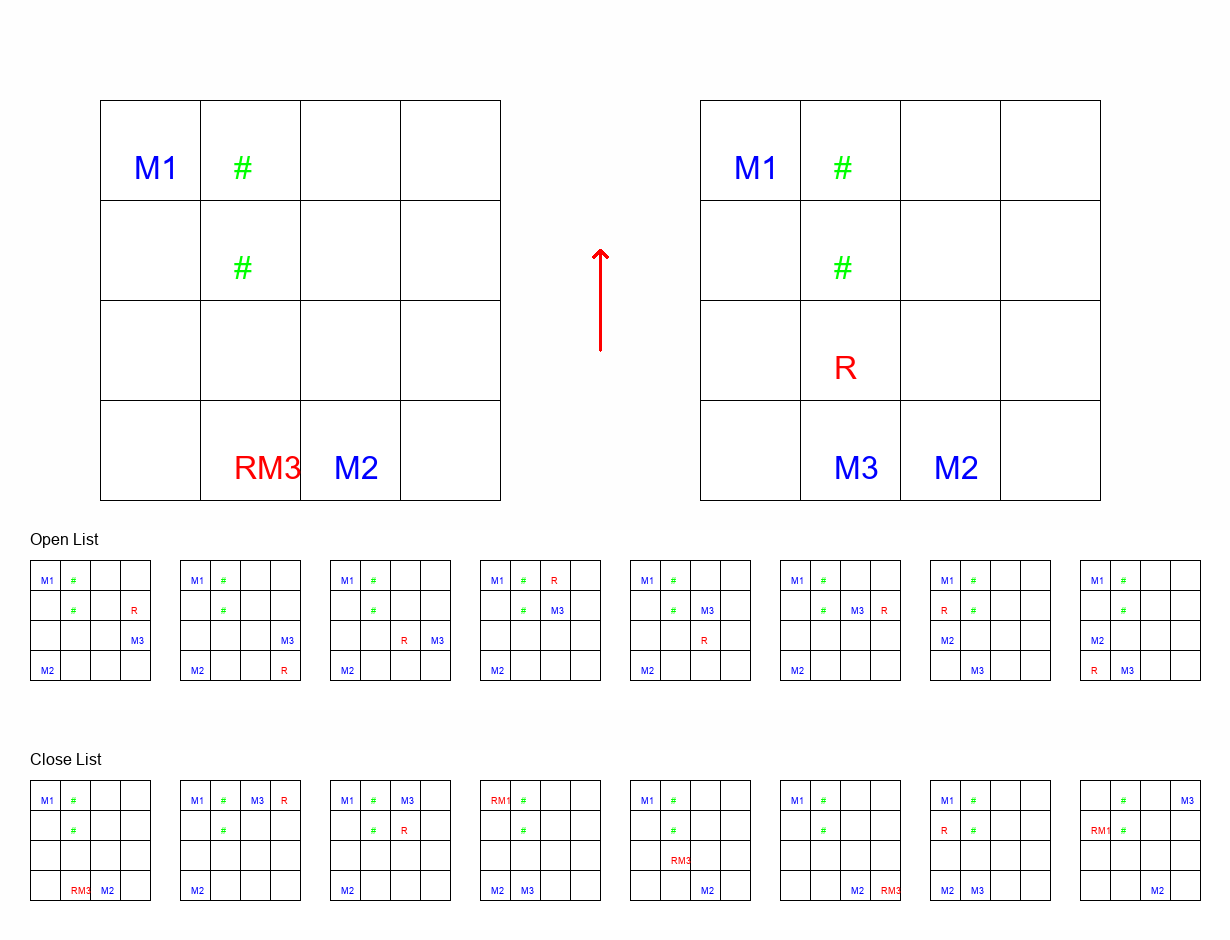 M1 # M1 #
# #
R
RM3 M2 M3 M2
Open List
M1 # M1 # M1 # M1 # R M1 # M1 # M1 # M1 #
# R # # # M3 # M3 # M3 R R # #
M3 M3 R M3 R M2 M2
M2 M2 R M2 M2 M2 M2 M3 R M3
Close List
M1 # M1 # M3 R M1 # M3 RM1 # M1 # M1 # M1 # # M3
# # # R # # # R # RM1 #
RM3
RM3 M2 M2 M2 M2 M3 M2 M2 RM3 M2 M3 M2